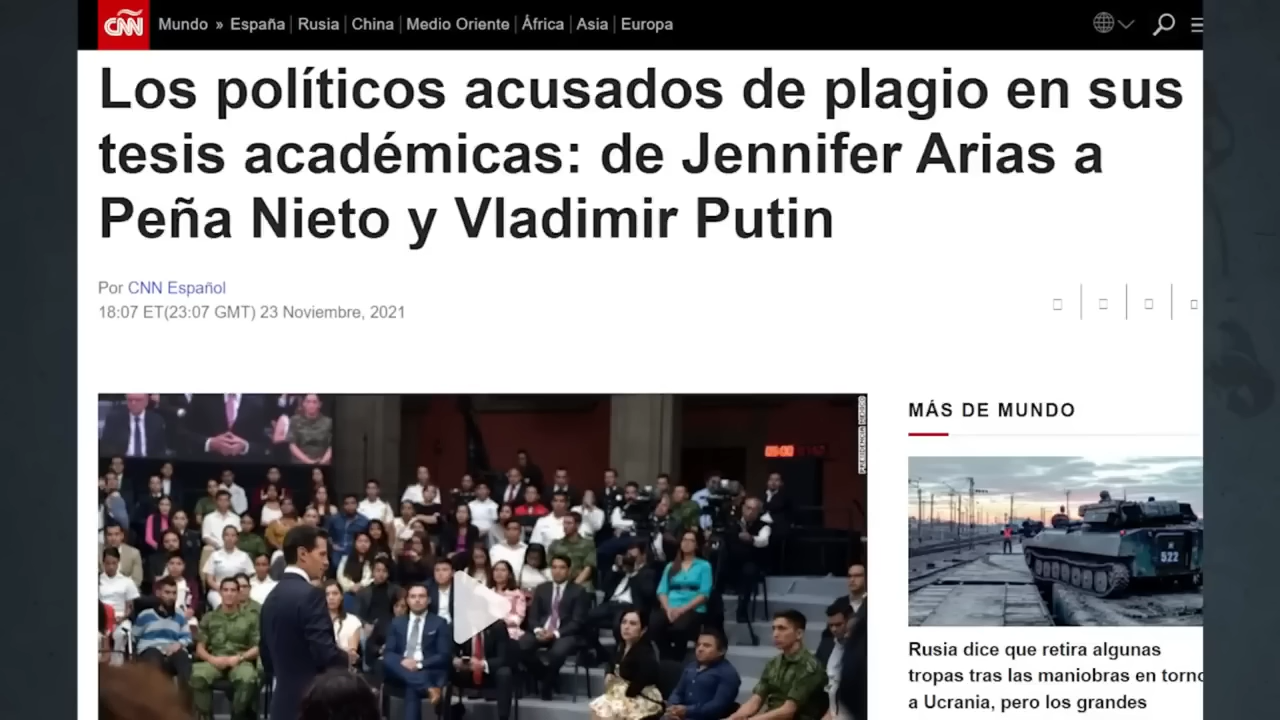 CNN Mundo » España | Rusia | China | Medio Oriente | África | Asia | Europa
Los políticos acusados de plagio en sus
tesis académicas: de Jennifer Arias a
Peña Nieto y Vladimir Putin
Por CNN Español
18:07 ET(23:07 GMT) 23 Noviembre, 2021
PRESIDENCIA MÉXICO
MÁS DE MUNDO
522
Rusia dice que retira algunas
tropas tras las maniobras en torno
a Ucrania, pero los grandes